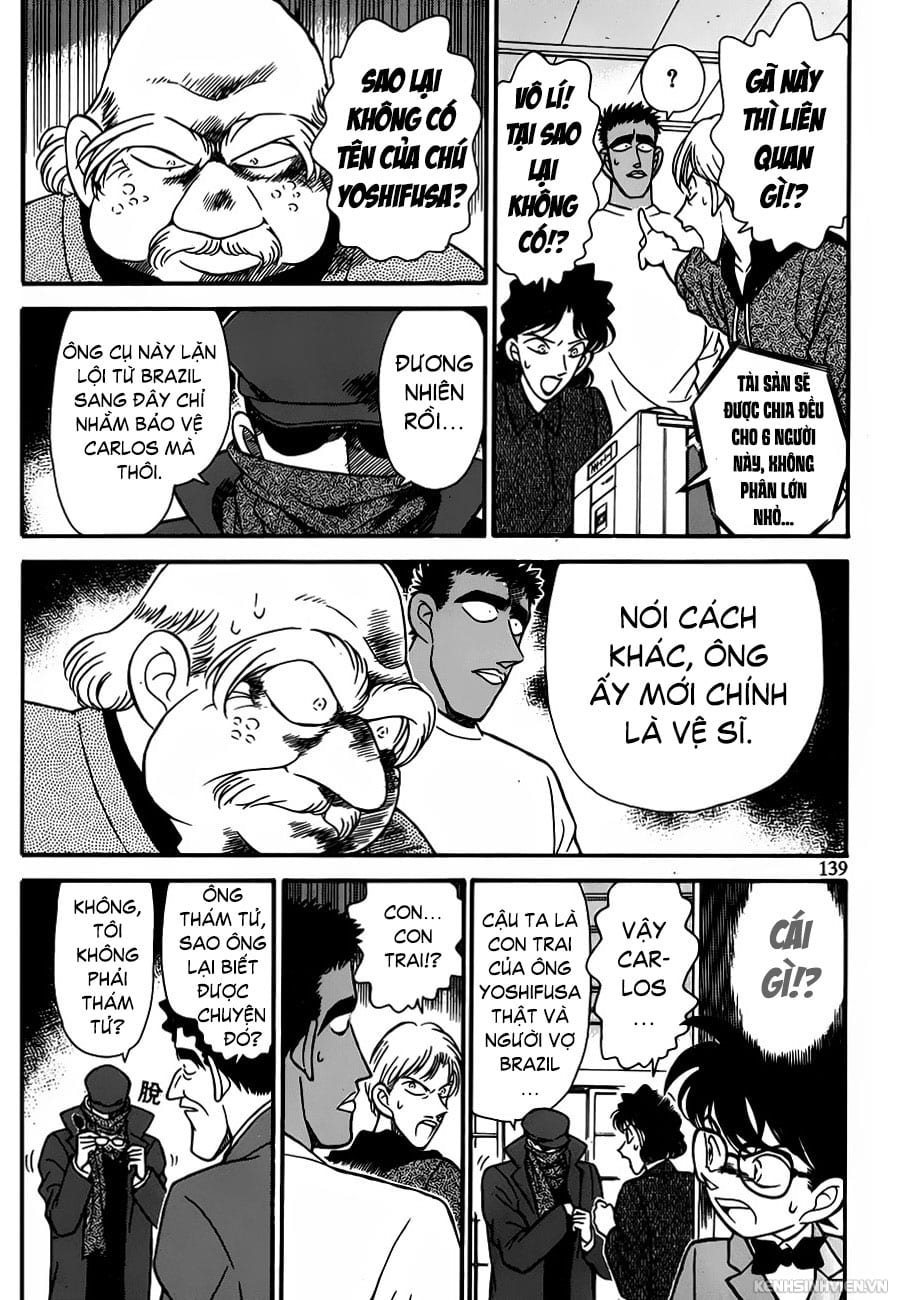 GÃ NÀY
THÌ LIÊN
QUAN
GÌ!?
?
VÔ LÍ!
TẠI SAO
LẠI
KHÔNG
CÓ!?
TÀI SẢN SẼ
ĐƯỢC CHIA ĐỀU
CHO 6 NGƯỜI
NÀY, KHÔNG
PHÂN LỚN
NHỎ...
SAO LẠI
KHÔNG CÓ
TÊN CỦA CHÚ
YOSHIFUSA?
ĐƯƠNG
NHIÊN
RỒI...
ÔNG CỤ NÀY LẶN
LỘI TỪ BRAZIL
SANG ĐÂY CHỈ
NHẰM BẢO VỆ
CARLOS MÀ
THÔI.
NÓI CÁCH
KHÁC, ÔNG
ẤY MỚI CHÍNH
LÀ VỆ SĨ.
139
CÁI
GÌ!?
VẬY
CAR-
LOS
...
CẬU TA LÀ
CON TRAI
CỦA ÔNG
YOSHIFUSA
THẬT VÀ
NGƯỜI VỢ
BRAZIL
...
CON...
CON
TRAI!?
ÔNG
THÁM TỬ,
SAO ÔNG
LẠI BIẾT
ĐƯỢC
CHUYỆN
ĐÓ?
KHÔNG,
TÔI
KHÔNG
PHẢI
THÁM
TỬ?
脫
KENHSINHVIEN.VN